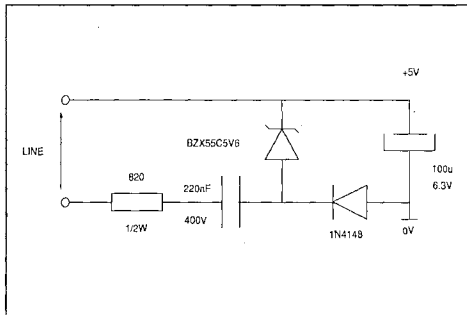 +5V
BZX55C5V6
LINE
100u
6.3V
820
220nF
400V
1/2W
1N4148
0V